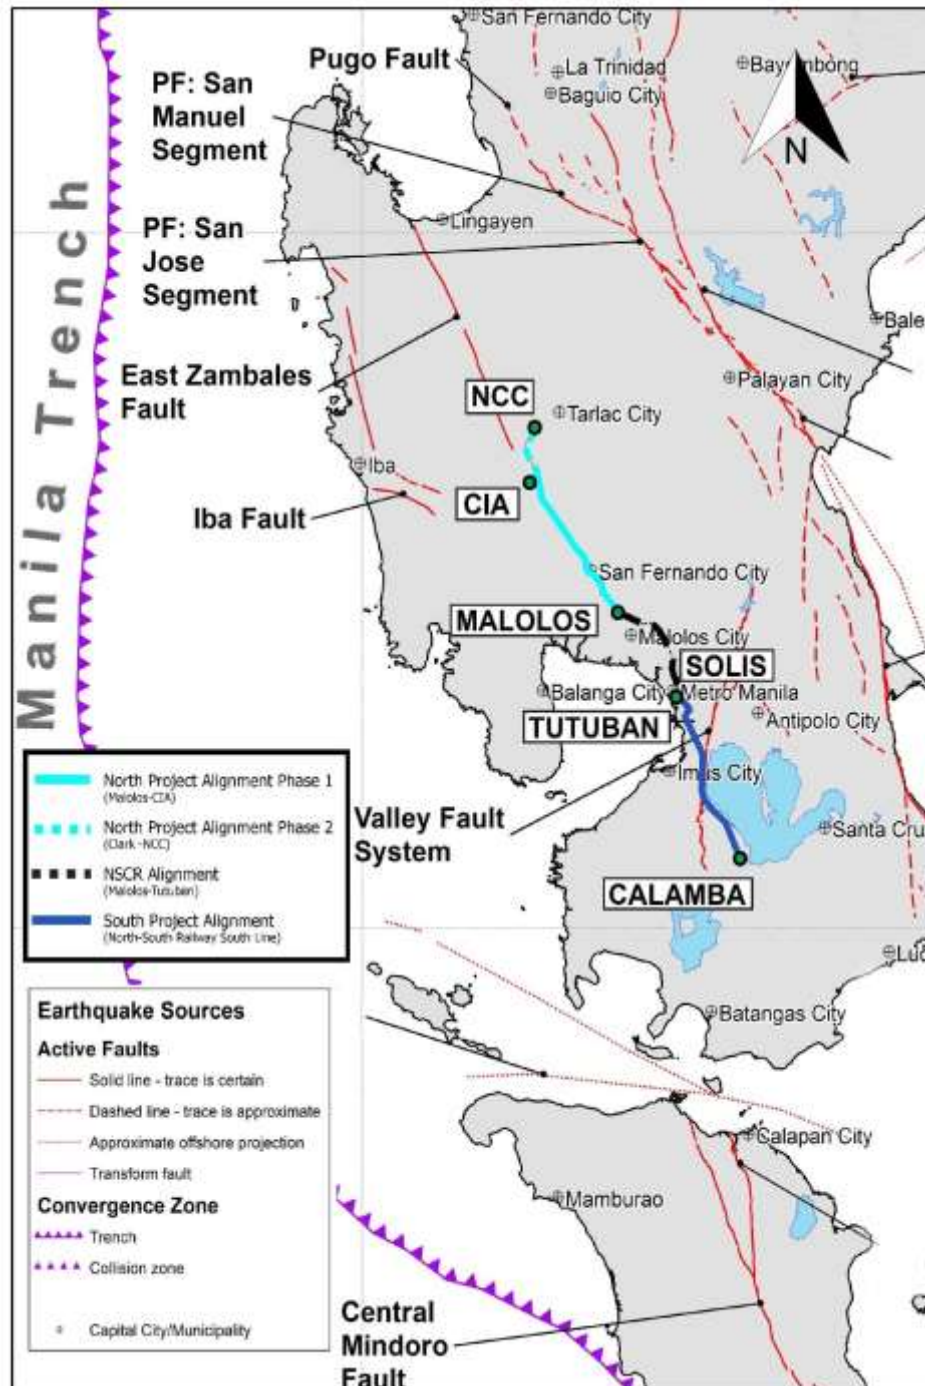 San Fernando City
Pugo Fault
La Trinidad
Baguio City
PF: San
Manuel
Segment
N
Lingayen
PF: San
Jose
Segment
Manila Trench
East Zambales
Fault
Palayan City
NCC
Tarlac City
Iba
CIA
Iba Fault
San Fernando City
MALOLOS
Malolos City
SOLIS
Balanga City
Metro Manila
TUTUBAN
Antipolo City
Imus City
Valley Fault
System
CALAMBA
Batangas City
Calapan City
Mamburao
Central
Mindoro
Fault
North Project Alignment Phase 1
(Malolos-CIA)
North Project Alignment Phase 2
(Clark -NCC)
NSCR Alignment
(Malolos-Tutuben)
South Project Alignment
(North-South Railway South Line)
Earthquake Sources
Active Faults
Solid line - trace is certain
Dashed line - trace is approximate
Approximate offshore projection
Transform fault
Convergence Zone
Trench
Collision zone
Capital City/Municipality